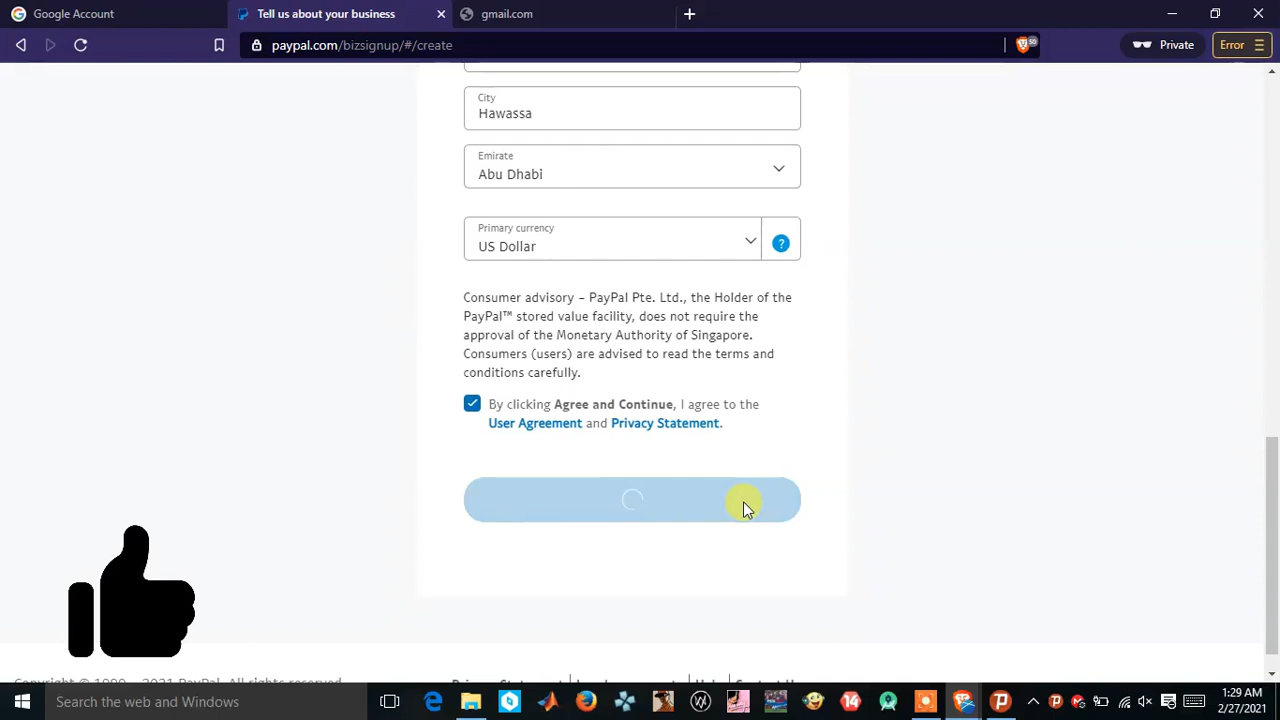 Google Account
Tell us about your business
gmail.com
paypal.com/bizsignup/#/create
50
Private
Error
City
Hawassa
Emirate
Abu Dhabi
Primary currency
US Dollar
?
Consumer advisory - PayPal Pte. Ltd., the Holder of the
PayPal™ stored value facility, does not require the
approval of the Monetary Authority of Singapore.
Consumers (users) are advised to read the terms and
conditions carefully.
By clicking Agree and Continue, I agree to the
User Agreement and Privacy Statement.
Search the web and Windows
14
1:29 AM
2/27/2021